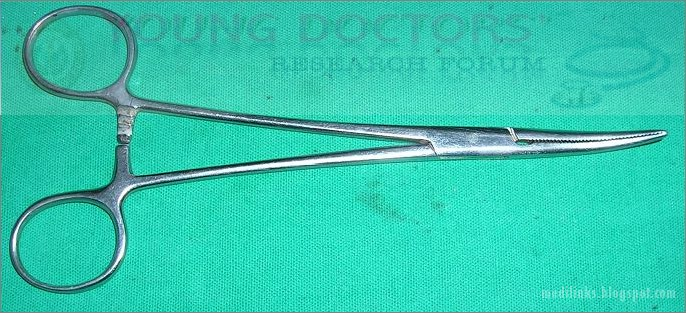 "YOUNG DOCTORS"
RESEARCH FORUM
medilinks.blogspot.com